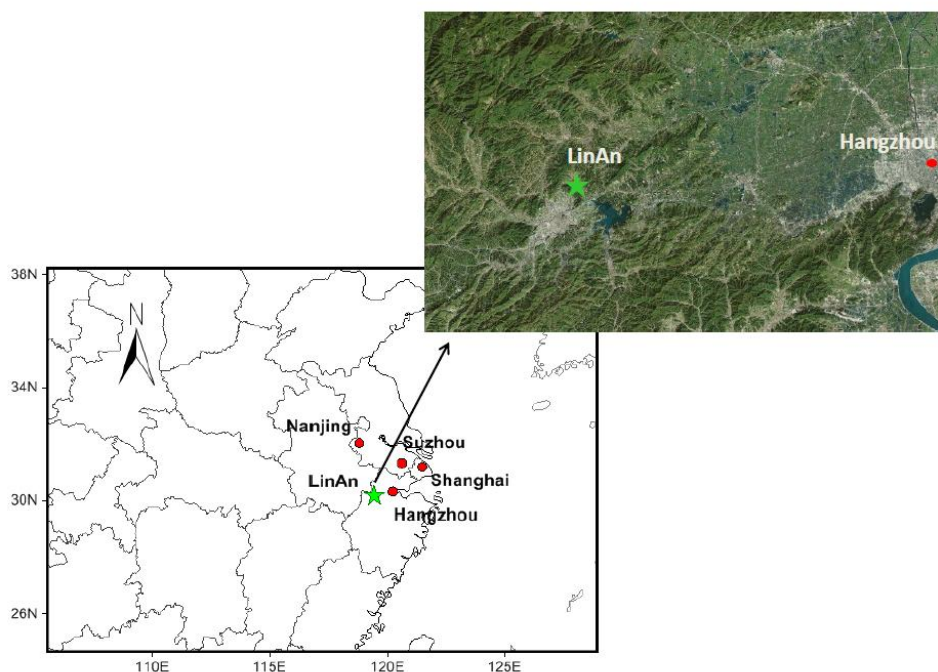 LinAn
Hangzhou
38N
N
34N
Nanjing
Suzhou
LinAn
Shanghai
30N
Hangzhou
26N
110E
115E
120E
125E